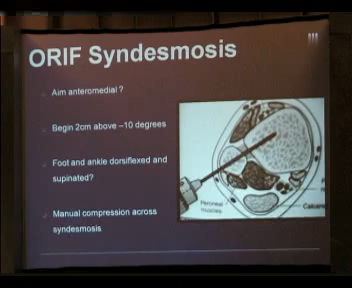 ORIF Syndesmosis
Aim anteromedial ?
Begin 2cm above –10 degrees
Foot and ankle dorsiflexed and
supinated?
Manual compression across
syndesmosis
Peroneal
muscles